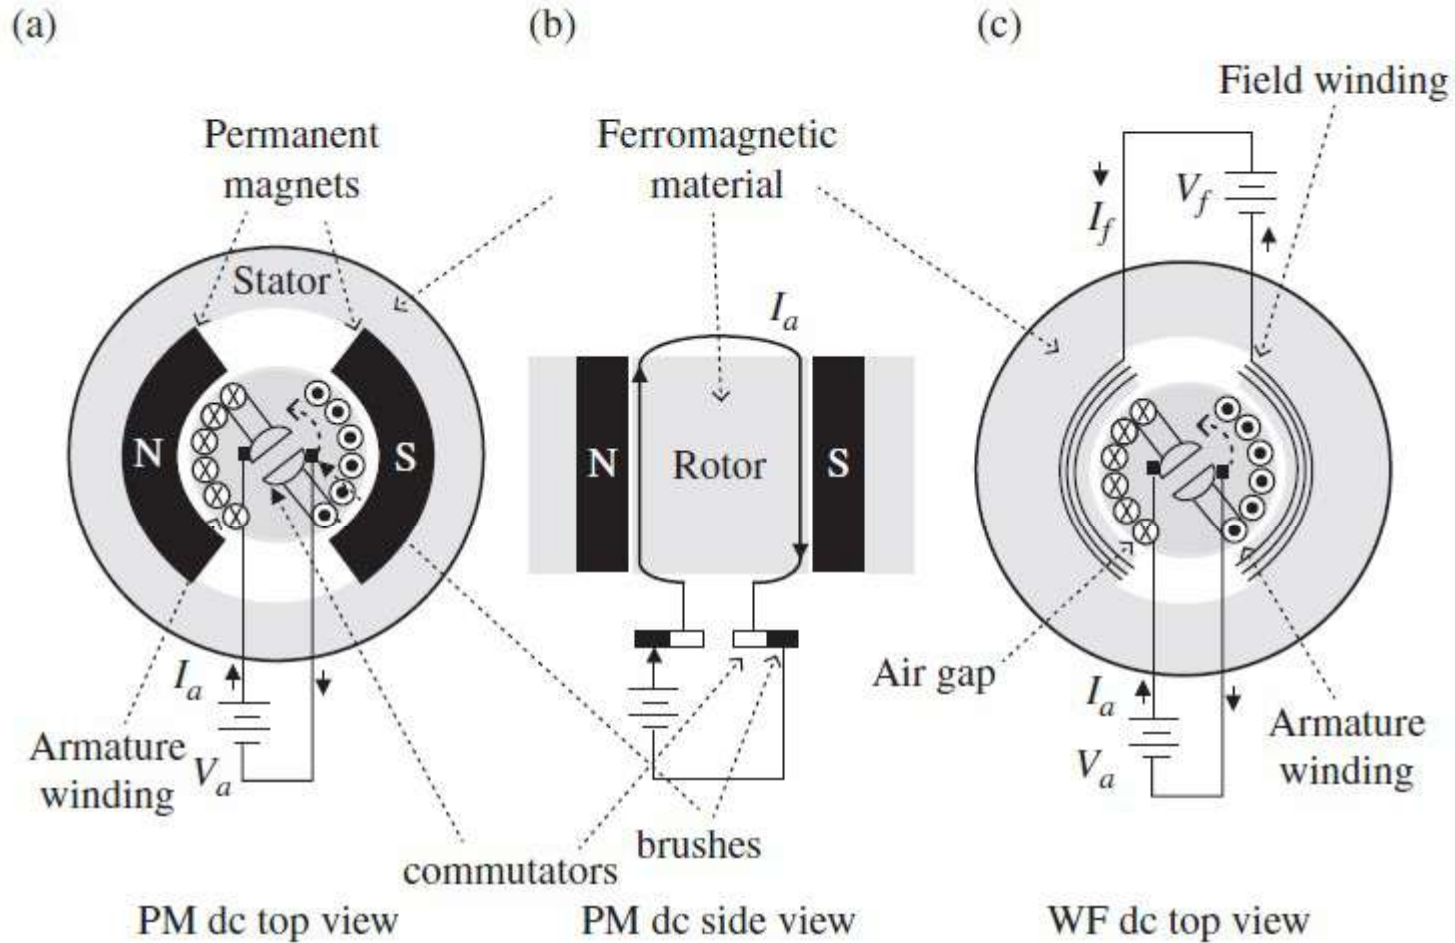 (a)
(b)
(c)
Field winding
Permanent
magnets
Ferromagnetic
material
V_f
I_f
Stator
I_a
N
S
N
Rotor
S
Air gap
I_a
I_a
Armature
winding
V_a
V_a
Armature
winding
brushes
commutators
PM dc top view
PM dc side view
WF dc top view